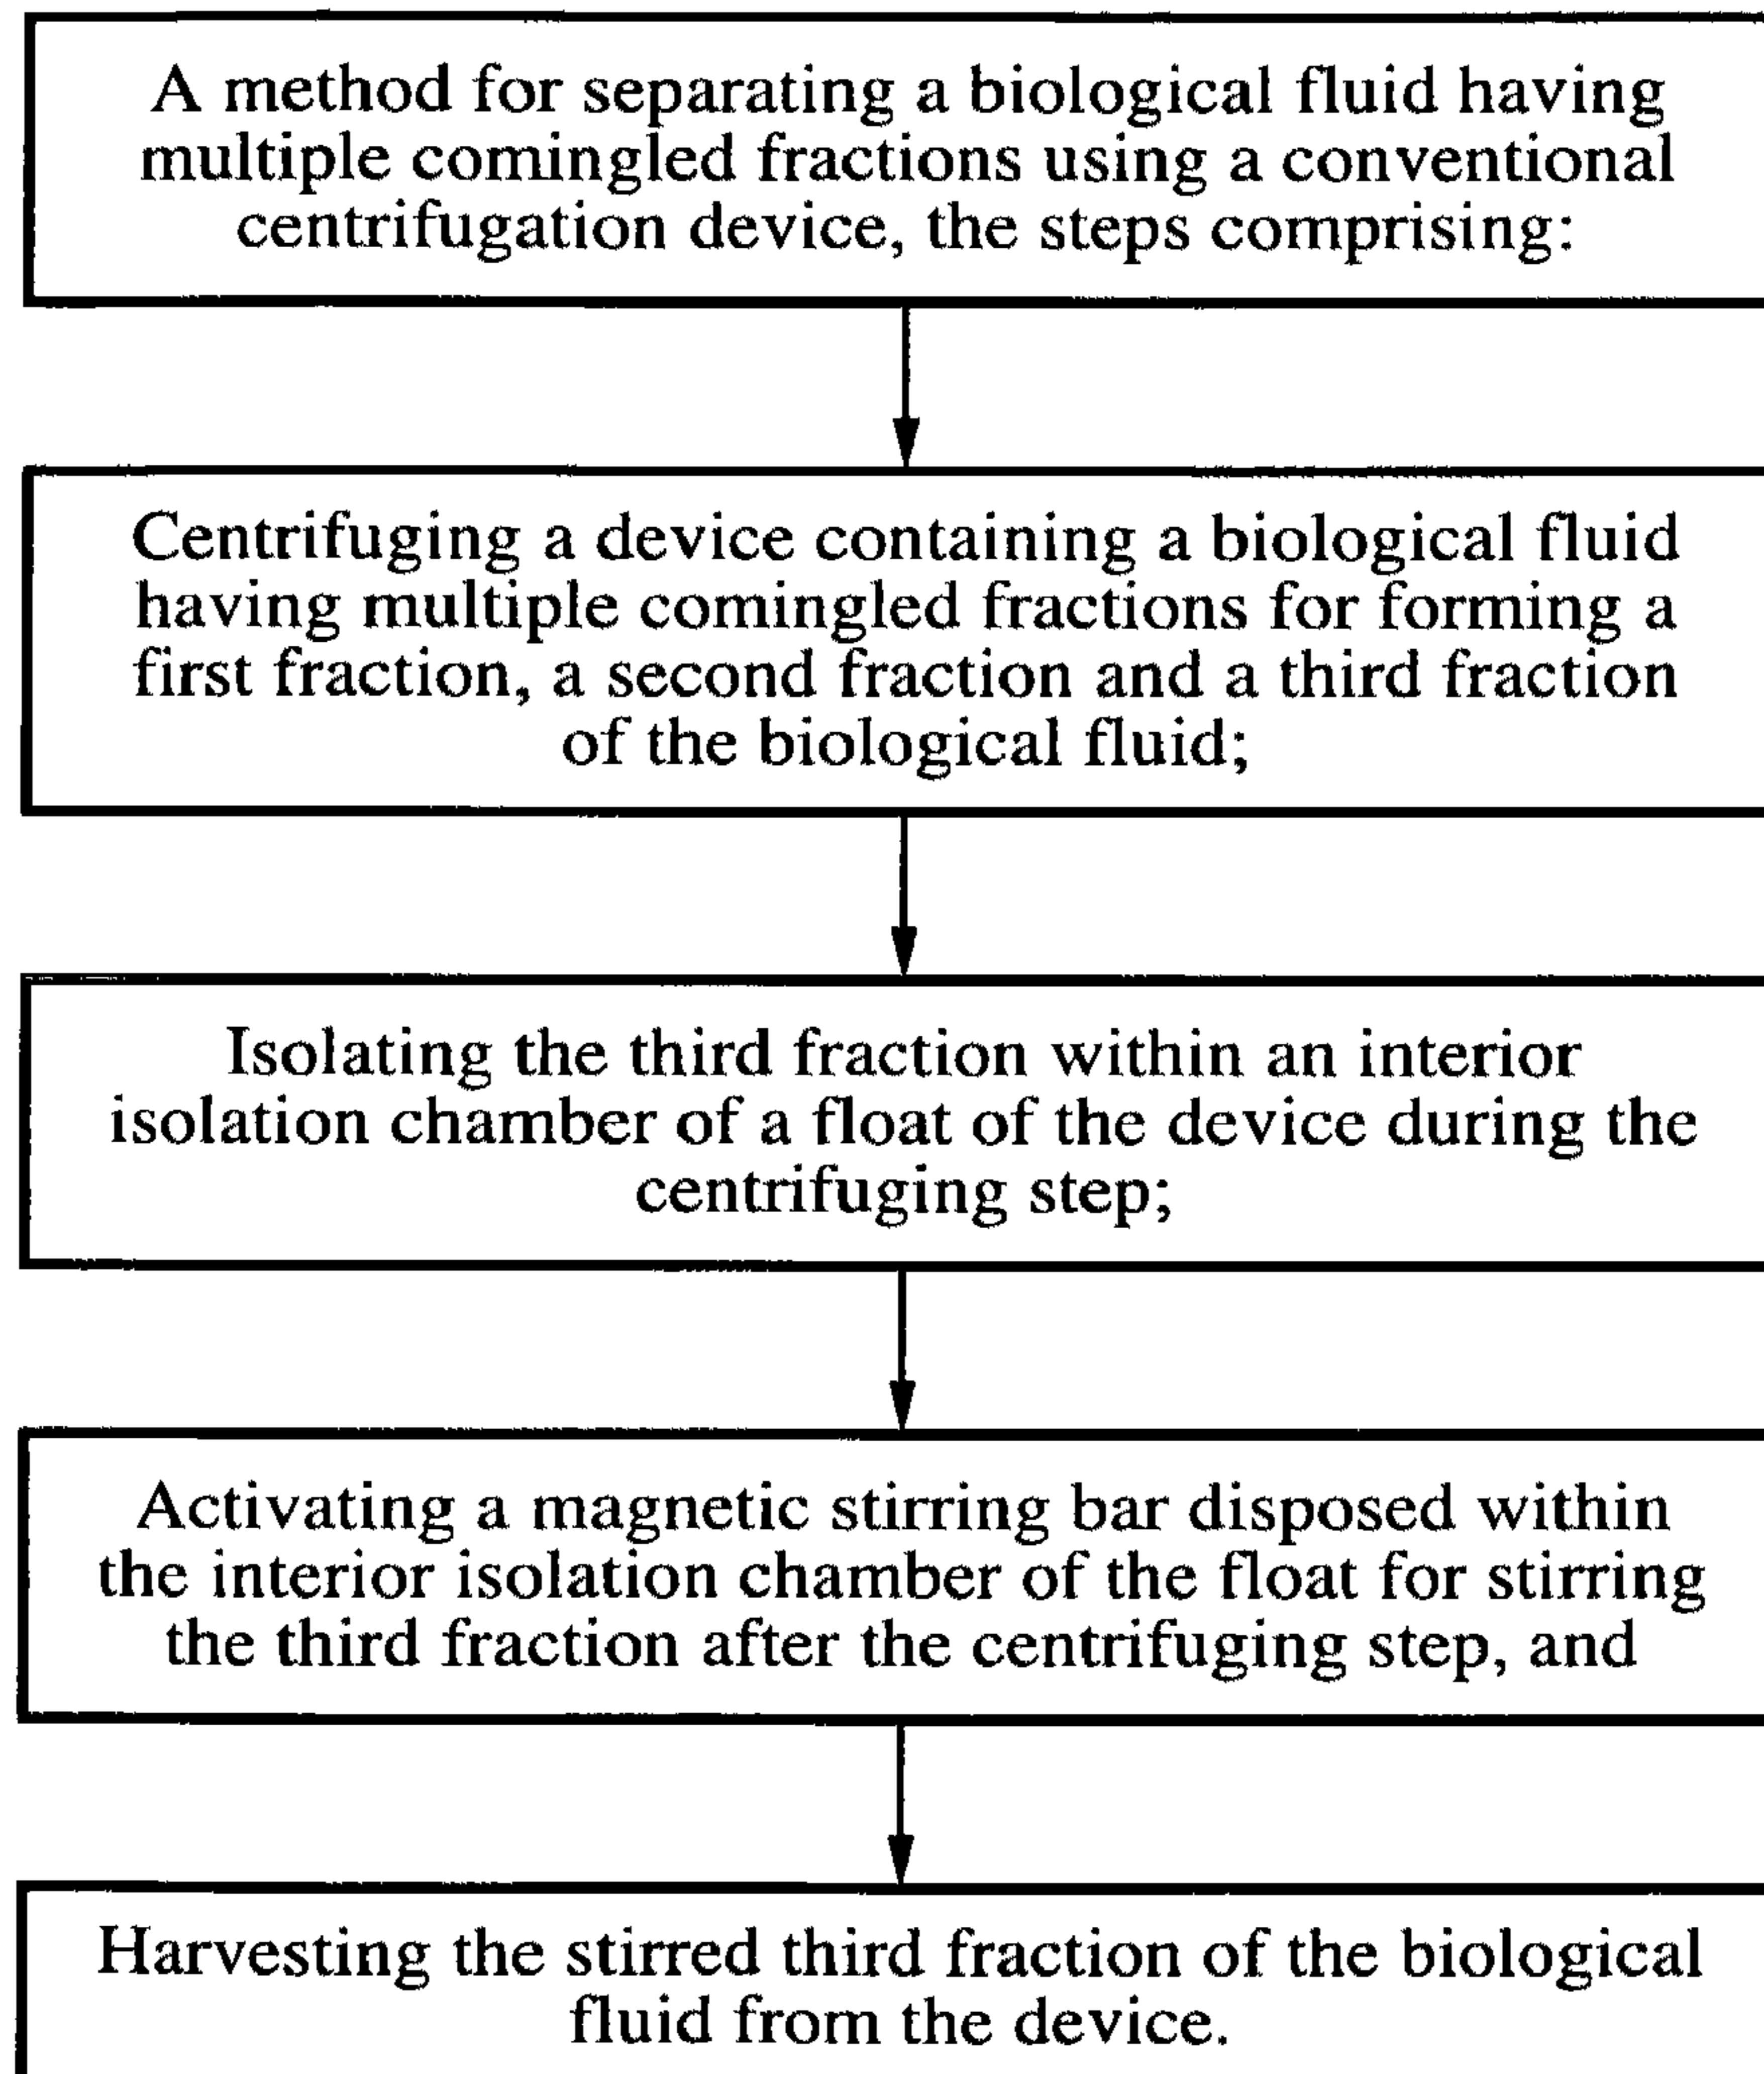 A method for separating a biological fluid having
multiple comingled fractions using a conventional
centrifugation device, the steps comprising:
Centrifuging a device containing a biological fluid
having multiple comingled fractions for forming a
first fraction, a second fraction and a third fraction
of the biological fluid;
Isolating the third fraction within an interior
isolation chamber of a float of the device during the
centrifuging step;
Activating a magnetic stirring bar disposed within
the interior isolation chamber of the float for stirring
the third fraction after the centrifuging step, and
Harvesting the stirred third fraction of the biological
fluid from the device.